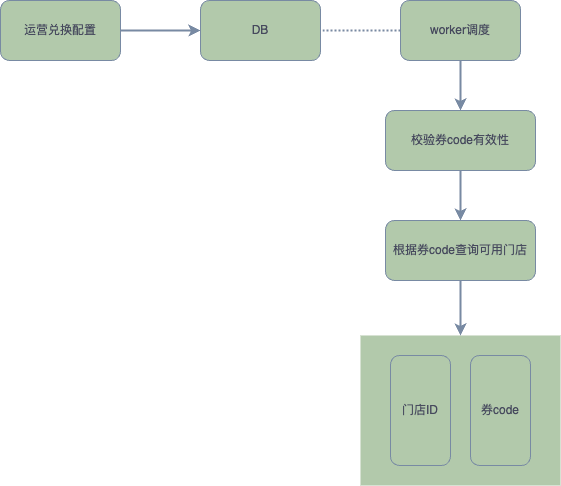 运营兑换配置
DB
worker调度
校验券code有效性
根据券code查询可用门店
门店ID
券code